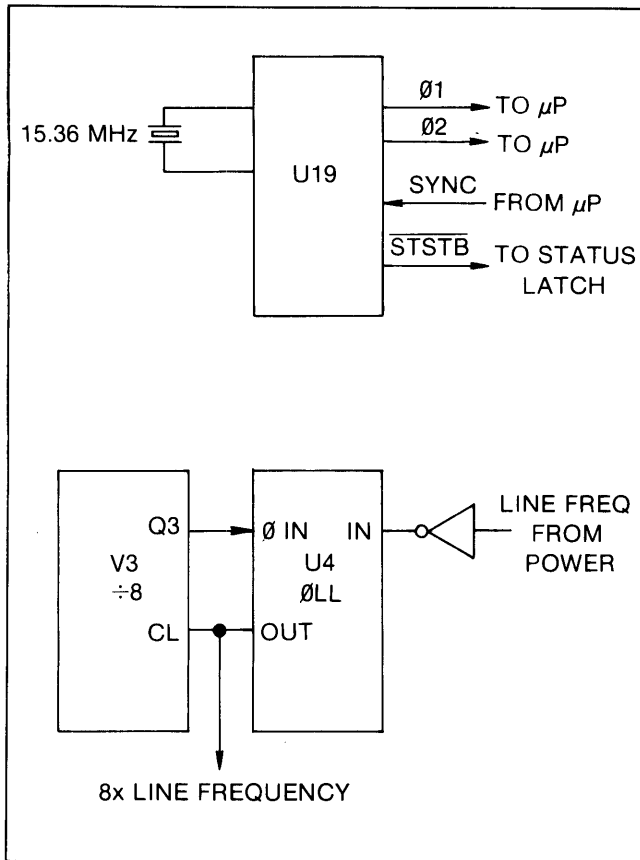 15.36 MHz
U19
Ø1
TO µP
Ø2
TO µP
SYNC
FROM µP
STSTB
TO STATUS
LATCH
Q3
V3
÷8
CL
Ø IN
IN
U4
ØLL
OUT
LINE FREQ
FROM
POWER
8x LINE FREQUENCY